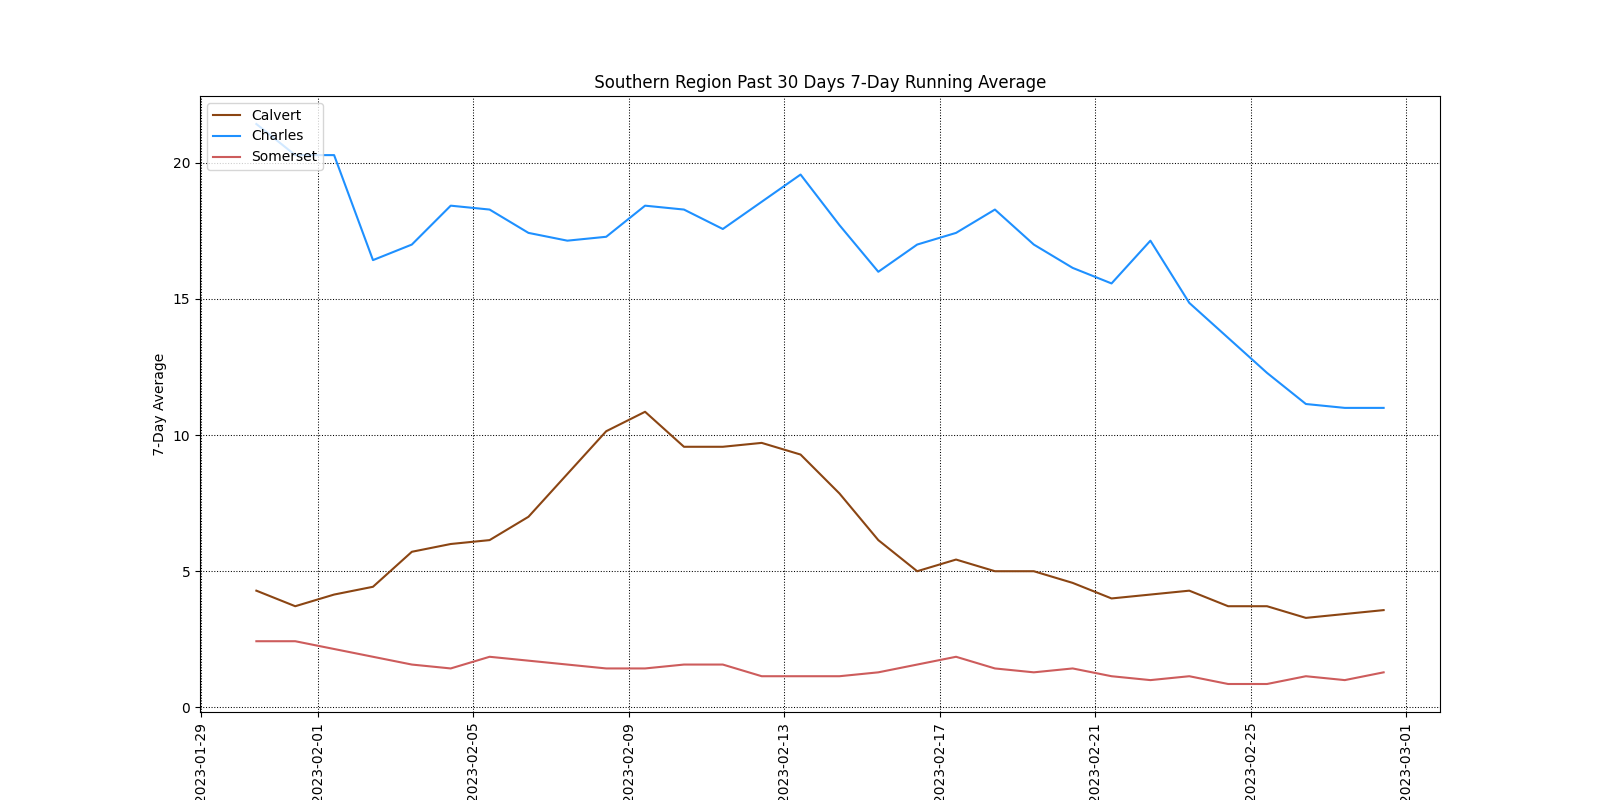 Southern Region Past 30 Days 7-Day Running Average
Calvert
Charles
Somerset
7-Day Average
20
15
10
5
0
2023-01-29
2023-02-01
2023-02-05
2023-02-09
2023-02-13
2023-02-17
2023-02-21
2023-02-25
2023-03-01